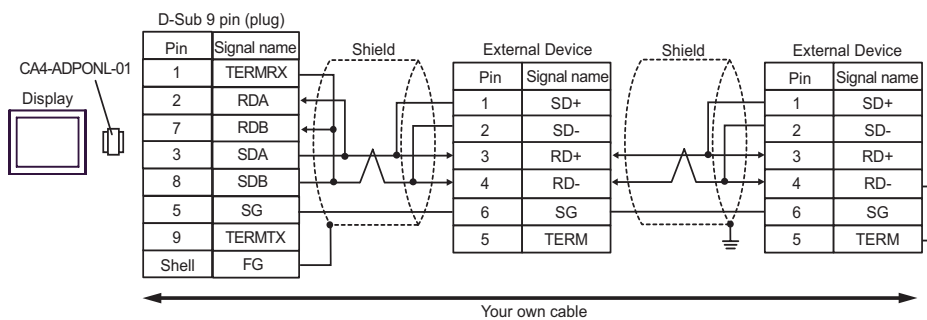 D-Sub 9 pin (plug)
Pin Signal name
1 TERMRX
2 RDA
7 RDB
3 SDA
8 SDB
5 SG
9 TERMTX
Shell FG
CA4-ADPONL-01
Display
Shield
External Device
Pin Signal name
1 SD+
2 SD-
3 RD+
4 RD-
6 SG
5 TERM
Shield
External Device
Pin Signal name
1 SD+
2 SD-
3 RD+
4 RD-
6 SG
5 TERM
Your own cable